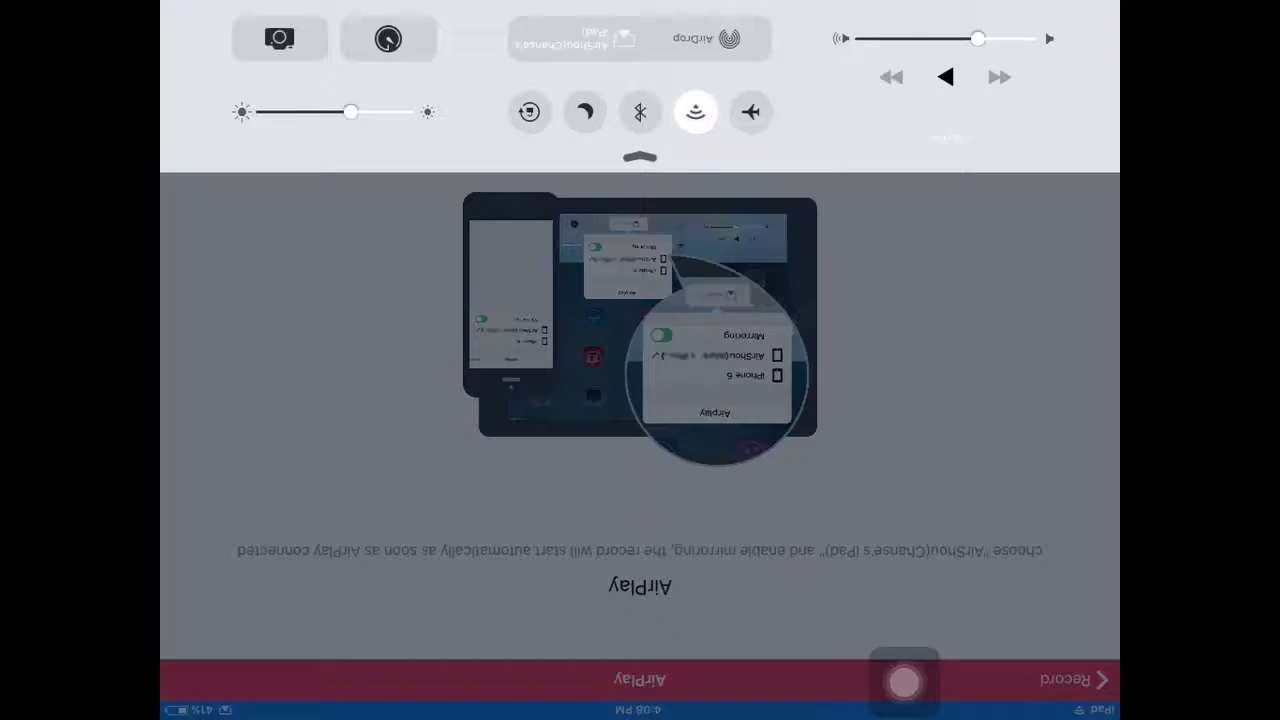 iPad
4:08 PM
41%
Record
AirPlay
AirPlay
choose "AirShou(Chanse's iPad)" and enable mirroring, the record will start automatically as soon as AirPlay connected
Airplay
iPhone 6
AirShou
Mirroring
AirDrop
AirShou(Chanse's
iPad)